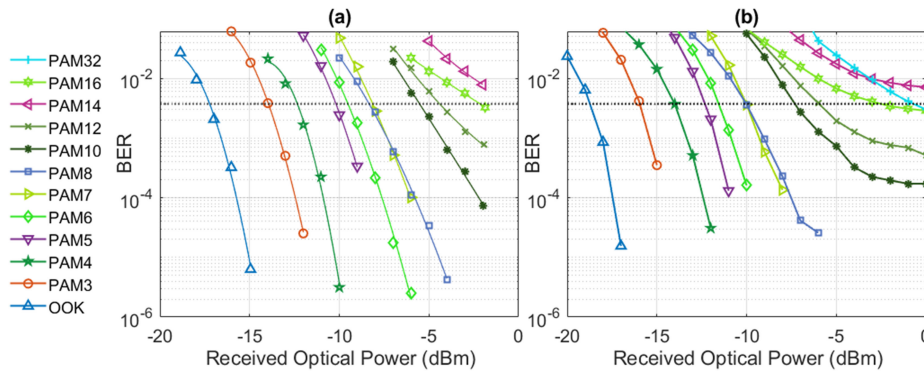 (a)
(b)
PAM32
PAM16
PAM14
PAM12
PAM10
PAM8
PAM7
PAM6
PAM5
PAM4
PAM3
OOK
BER
10-2
10-4
10-6
-20 -15 -10 -5 0
Received Optical Power (dBm)
BER
10-2
10-4
10-6
-20 -15 -10 -5 0
Received Optical Power (dBm)